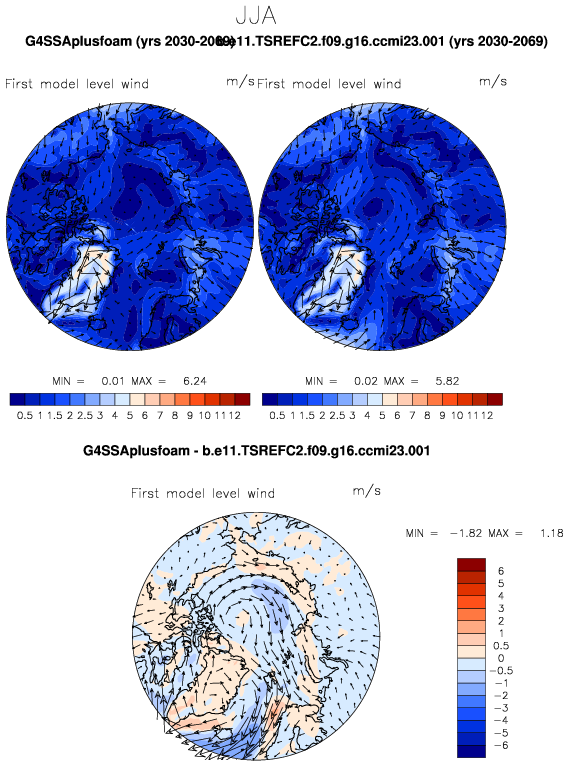 JJA
G4SSAplusfoam (yrs 2030-2069) b.e11.TSREFC2.f09.g16.ccmi23.001 (yrs 2030-2069)
First model level wind m/s First model level wind m/s
MIN = 0.01 MAX = 6.24 MIN = 0.02 MAX = 5.82
0.5 1 1.5 2 2.5 3 4 5 6 7 8 9 10 11 12 0.5 1 1.5 2 2.5 3 4 5 6 7 8 9 10 11 12
G4SSAplusfoam - b.e11.TSREFC2.f09.g16.ccmi23.001
First model level wind m/s
MIN = -1.82 MAX = 1.18
6
5
4
3
2
1
0.5
0
-0.5
-1
-2
-3
-4
-5
-6